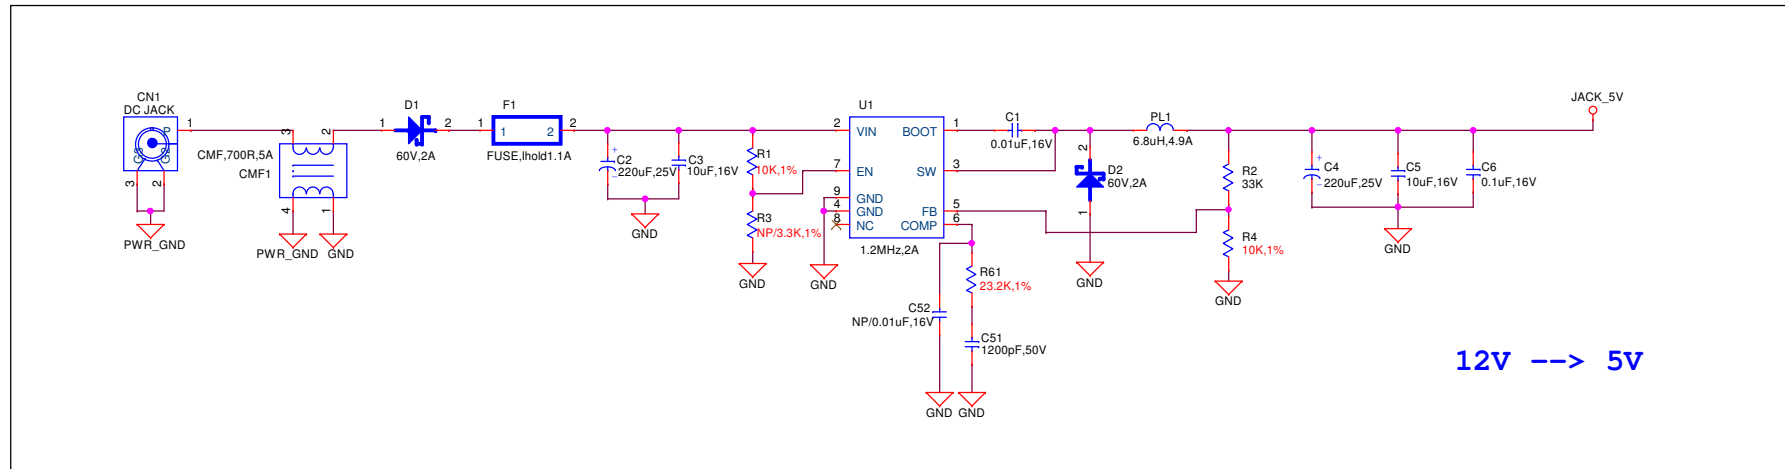 CN1
DC JACK
1
3
2
CMF,700R,5A
CMF1
4
1
PWR_GND
GND
3
2
PWR_GND
D1
1
2
60V,2A
F1
1
1
2
2
FUSE,Ihold1.1A
+
C2
220uF,25V
C3
10uF,16V
GND
R1
10K,1%
R3
NP/3.3K,1%
GND
U1
2
VIN
BOOT
1
7
EN
SW
3
9
GND
4
GND
FB
5
8
NC
COMP
6
1.2MHz,2A
GND
C1
0.01uF,16V
R61
23.2K,1%
C52
NP/0.01uF,16V
C51
1200pF,50V
GND
GND
2
D2
60V,2A
1
GND
PL1
6.8uH,4.9A
R2
33K
R4
10K,1%
GND
+
C4
220uF,25V
C5
10uF,16V
C6
0.1uF,16V
GND
JACK_5V
12V --> 5V